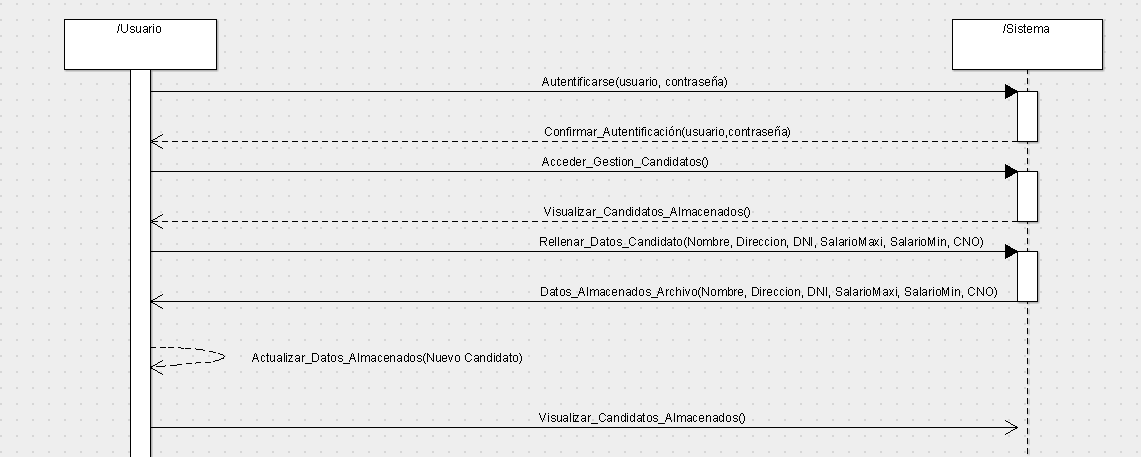 /Usuario
/Sistema
Autentificarse(usuario, contraseña)
Confirmar_Autentificación(usuario,contraseña)
Acceder_Gestion_Candidatos()
Visualizar_Candidatos_Almacenados()
Rellenar_Datos_Candidato(Nombre, Direccion, DNI, SalarioMaxi, SalarioMin, CNO)
Datos_Almacenados_Archivo(Nombre, Direccion, DNI, SalarioMaxi, SalarioMin, CNO)
Actualizar_Datos_Almacenados(Nuevo Candidato)
Visualizar_Candidatos_Almacenados()